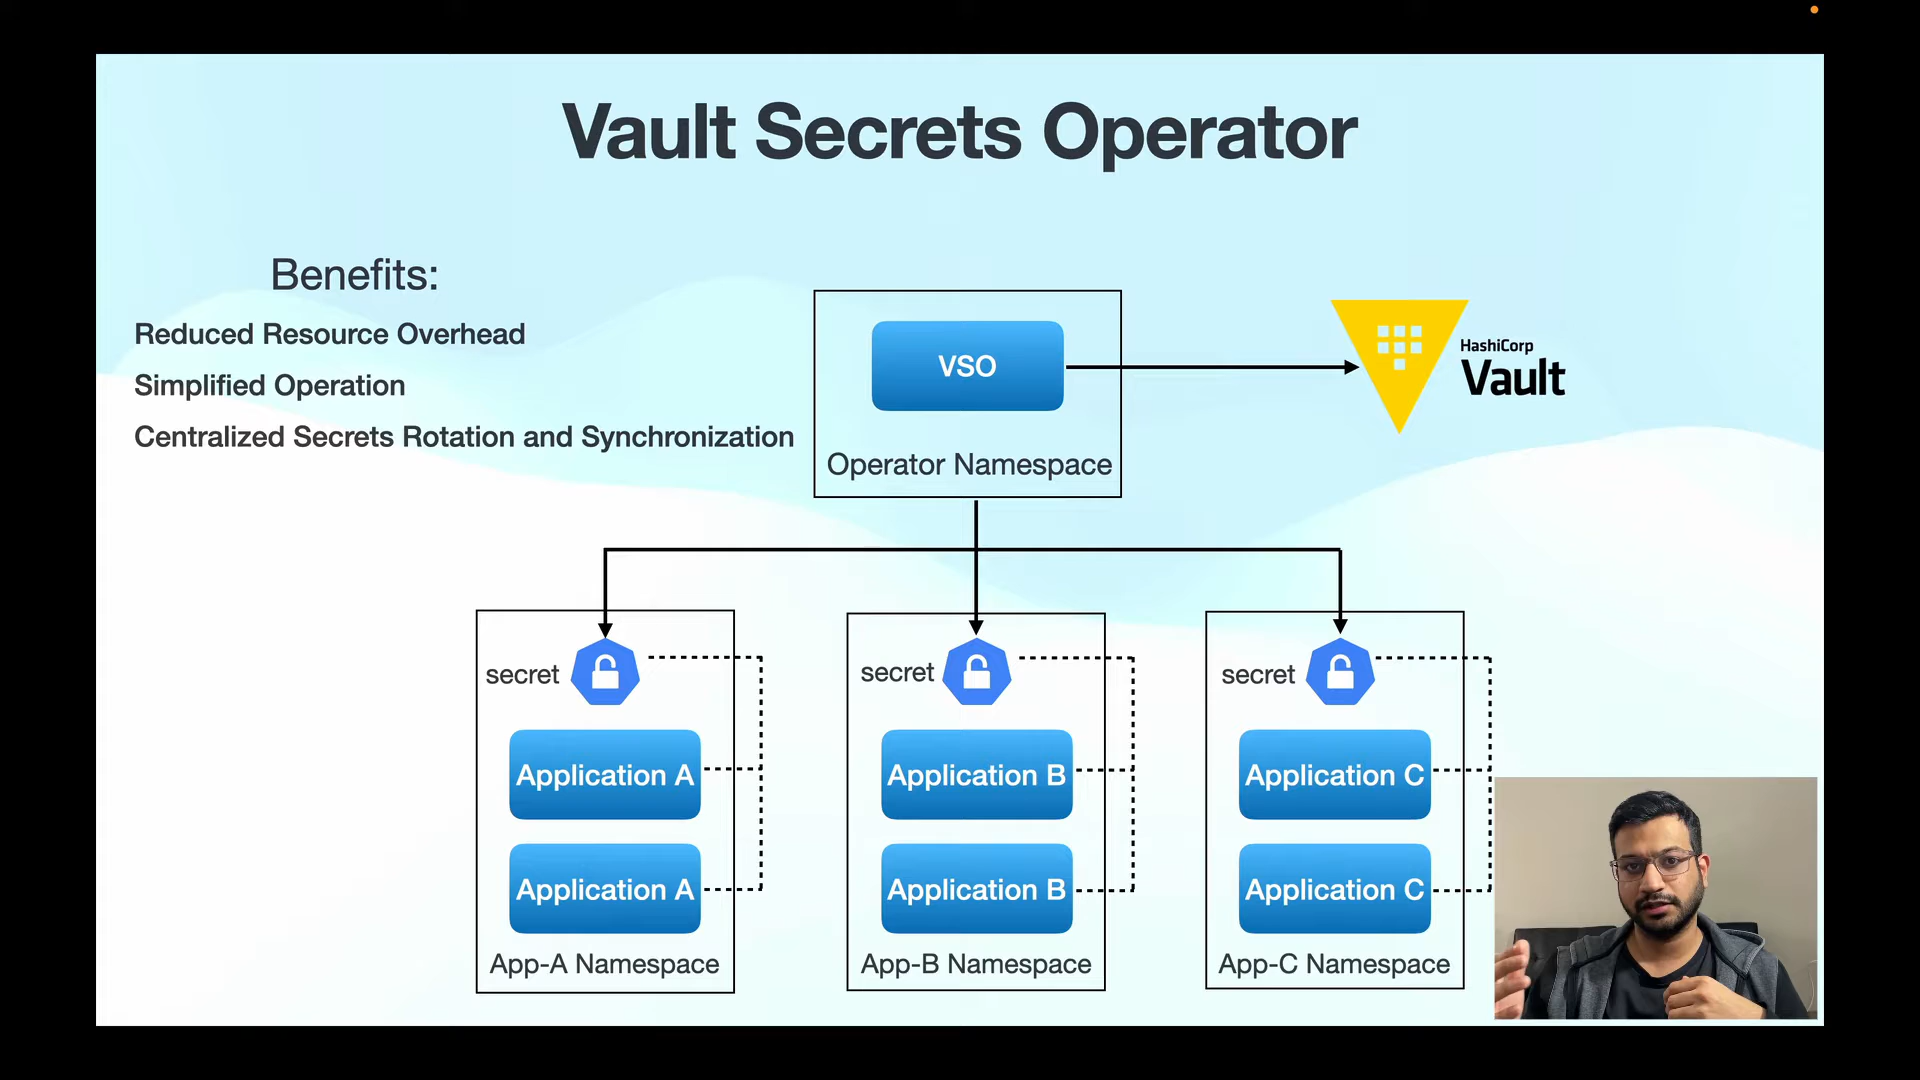 Vault Secrets Operator
Benefits:
Reduced Resource Overhead
Simplified Operation
Centralized Secrets Rotation and Synchronization
VSO
Operator Namespace
HashiCorp
Vault
secret
Application A
Application A
App-A Namespace
secret
Application B
Application B
App-B Namespace
secret
Application C
Application C
App-C Namespace